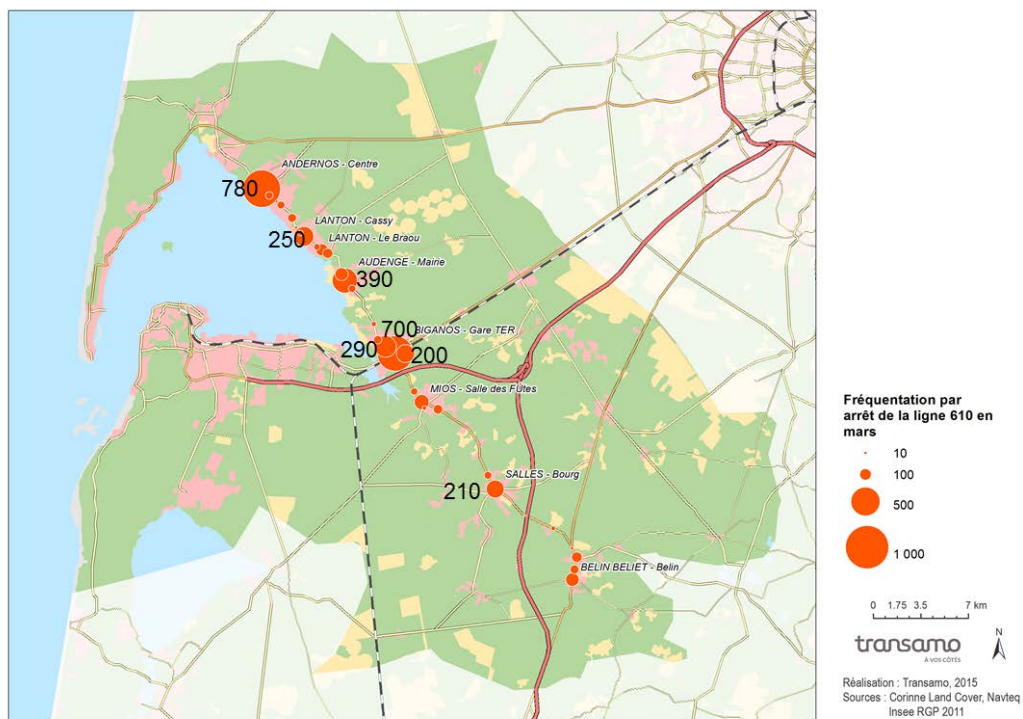 ANDERNOS - Centre
780
LANTON - Cassy
250
LANTON - Le Braou
AUDENGE - Mairie
390
700
BIGANOS - Gare TER
290
200
MIOS - Salle des Fûtes
SALLES - Bourg
210
BELIN BELIET - Belin
Fréquentation par
arrêt de la ligne 610 en
mars
10
100
500
1 000
0 1.75 3.5 7 km
transamo
À VOS CÔTÉS
N
Réalisation : Transamo, 2015
Sources : Corinne Land Cover, Navteq
Insee RGP 2011